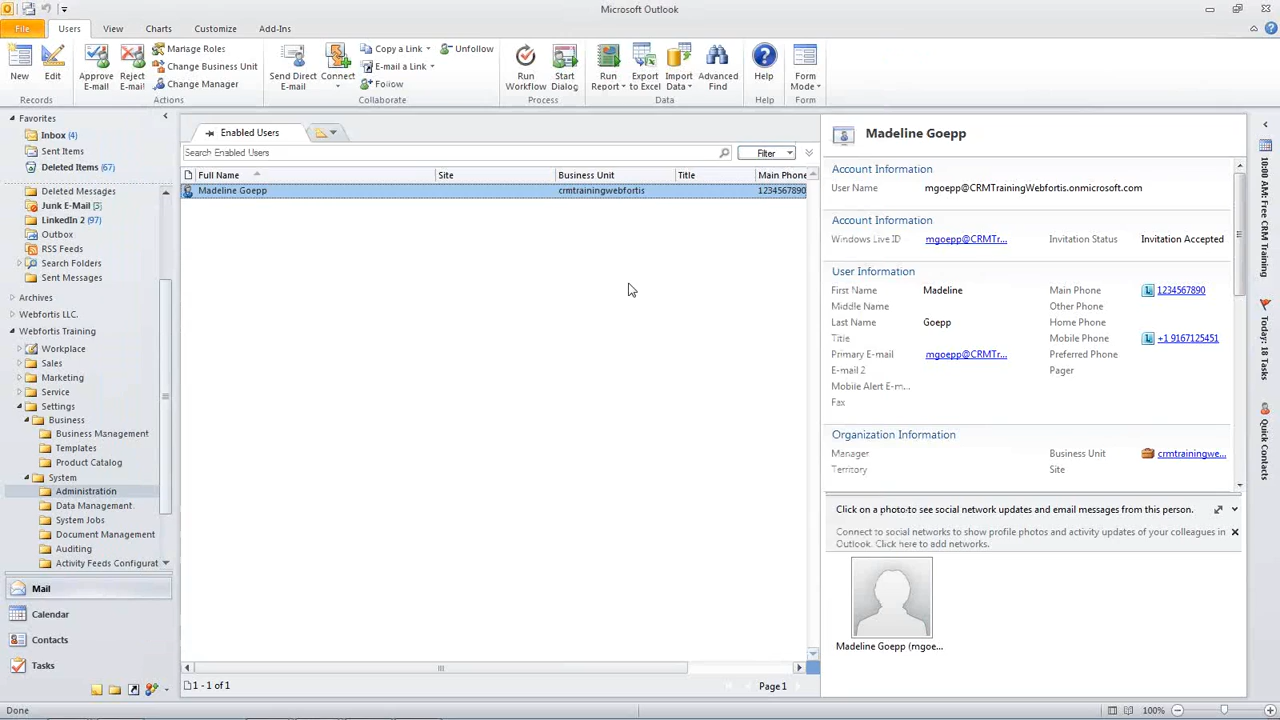 Microsoft Outlook
File Users View Charts Customize Add-Ins
New
Edit
Records
Approve E-mail
Reject E-mail
Manage Roles
Change Business Unit
Change Manager
Actions
Send Direct E-mail
Connect
Copy a Link
E-mail a Link
Follow
Unfollow
Collaborate
Run Workflow
Start Dialog
Process
Run Report
Export to Excel
Import Data
Advanced Find
Data
Help
Help
Form Mode
Form
Favorites
Inbox (4)
Sent Items
Deleted Items (67)
Deleted Messages
Junk E-Mail [3]
LinkedIn 2 (97)
Outbox
RSS Feeds
Search Folders
Sent Messages
Archives
Webfortis LLC.
Webfortis Training
Workplace
Sales
Marketing
Service
Settings
Business
Business Management
Templates
Product Catalog
System
Administration
Data Management
System Jobs
Document Management
Auditing
Activity Feeds Configurat
Mail
Calendar
Contacts
Tasks
Enabled Users
Search Enabled Users
Filter
Full Name Site Business Unit Title Main Phone
Madeline Goepp crmtrainingwebfortis 1234567890
1 - 1 of 1
Page 1
Madeline Goepp
Account Information
User Name mgoepp@CRMTrainingWebfortis.onmicrosoft.com
Account Information
Windows Live ID mgoepp@CRMTr... Invitation Status Invitation Accepted
User Information
First Name Madeline Main Phone 1234567890
Middle Name Other Phone
Last Name Goepp Home Phone
Title Mobile Phone +1 9167125451
Primary E-mail mgoepp@CRMTr... Preferred Phone
E-mail 2 Pager
Mobile Alert E-m...
Fax
Organization Information
Manager Business Unit crmtrainingwe...
Territory Site
Click on a photo to see social network updates and email messages from this person.
Connect to social networks to show profile photos and activity updates of your colleagues in
Outlook. Click here to add networks.
Madeline Goepp (mgoe...
10:00 AM Free CRM Training
Today: 18 Tasks
Quick Contacts
Done
100%